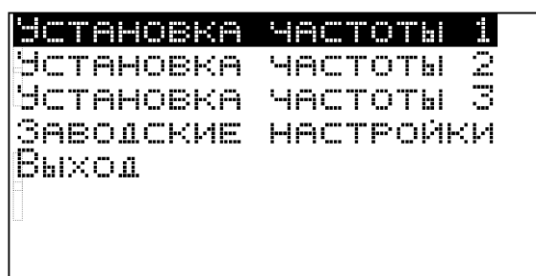 Установка частоты 1
Установка частоты 2
Установка частоты 3
Заводские настройки
Выход